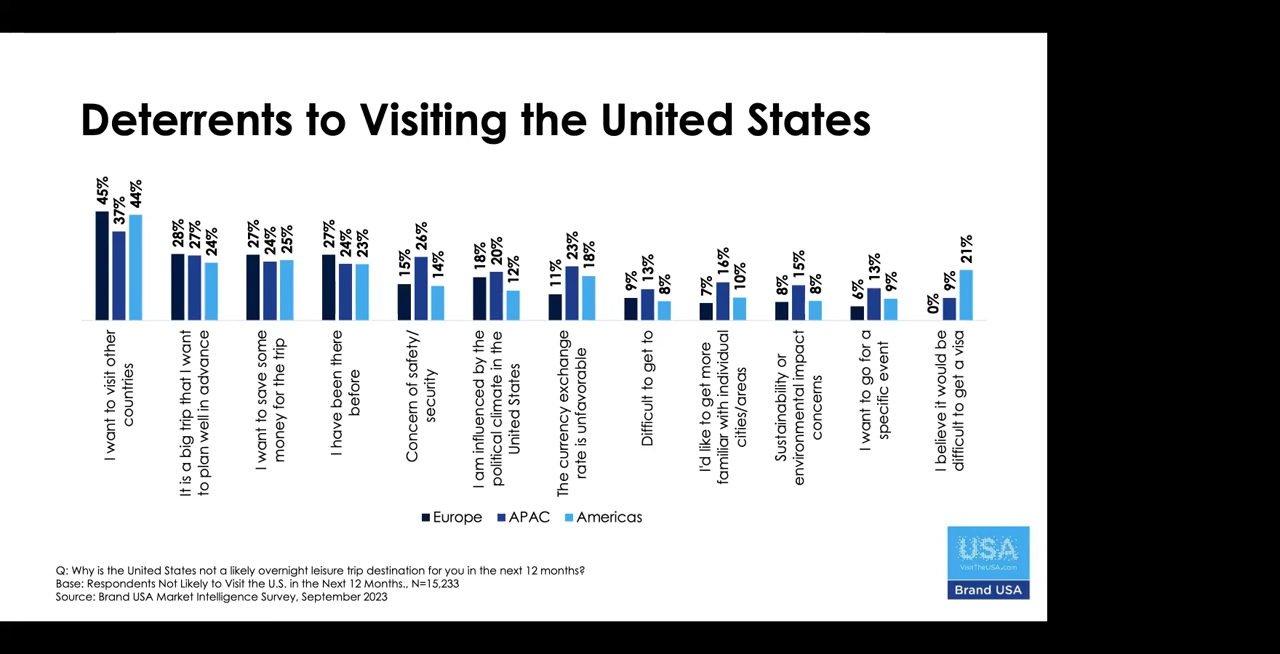 Deterrents to Visiting the United States
45%
37%
44%
28%
27%
24%
27%
24%
25%
27%
24%
23%
15%
26%
14%
18%
20%
12%
11%
23%
18%
9%
13%
8%
7%
16%
10%
8%
15%
8%
6%
13%
9%
0%
9%
21%
I want to visit other
countries
It is a big trip that I want
to plan well in advance
I want to save some
money for the trip
I have been there
before
Concern of safety/
security
I am influenced by the
political climate in the
United States
The currency exchange
rate is unfavorable
Difficult to get to
I'd like to get more
familiar with individual
cities/areas
Sustainability or
environmental impact
concerns
I want to go for a
specific event
I believe it would be
difficult to get a visa
Europe APAC Americas
Q: Why is the United States not a likely overnight leisure trip destination for you in the next 12 months?
Base: Respondents Not Likely to Visit the U.S. in the Next 12 Months., N=15,233
Source: Brand USA Market Intelligence Survey, September 2023
USA
VisitTheUSA.com
Brand USA